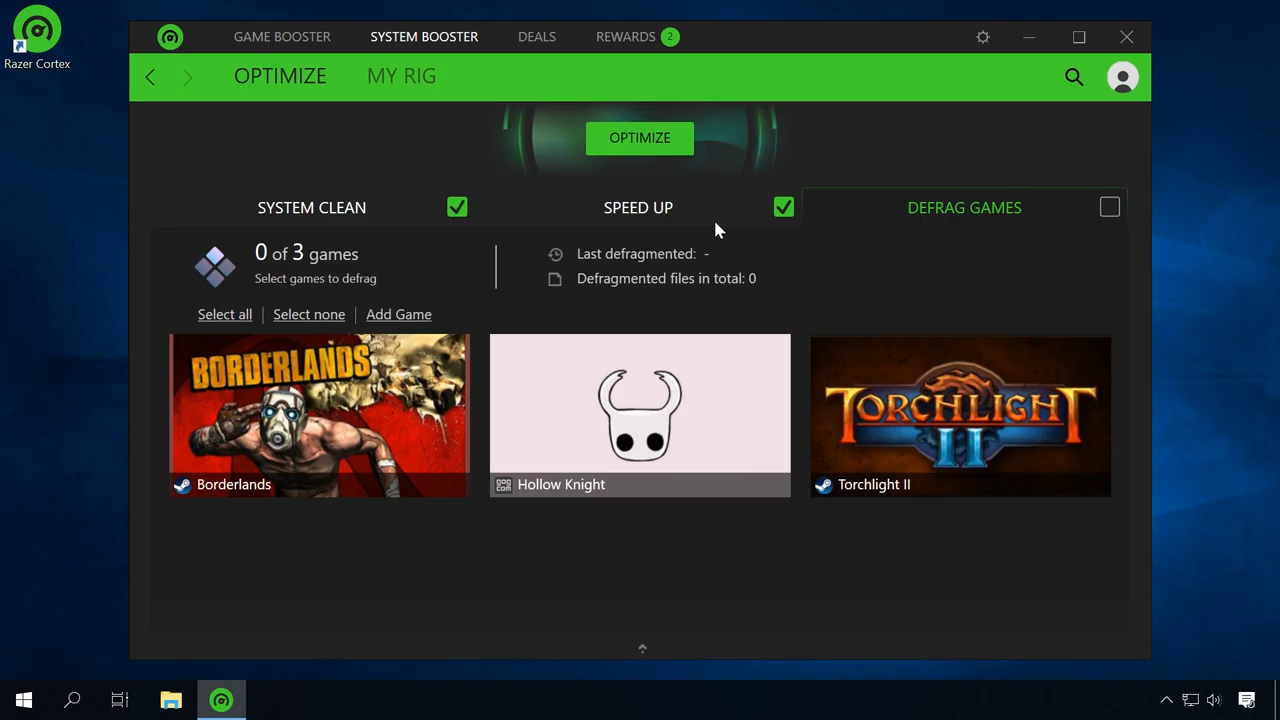 Razer Cortex
GAME BOOSTER SYSTEM BOOSTER DEALS REWARDS 2
OPTIMIZE MY RIG
OPTIMIZE
SYSTEM CLEAN SPEED UP DEFRAG GAMES
0 of 3 games
Select games to defrag
Last defragmented: -
Defragmented files in total: 0
Select all Select none Add Game
BORDERLANDS
TORCHLIGHT
II
Borderlands
gog
com
Hollow Knight
Torchlight II